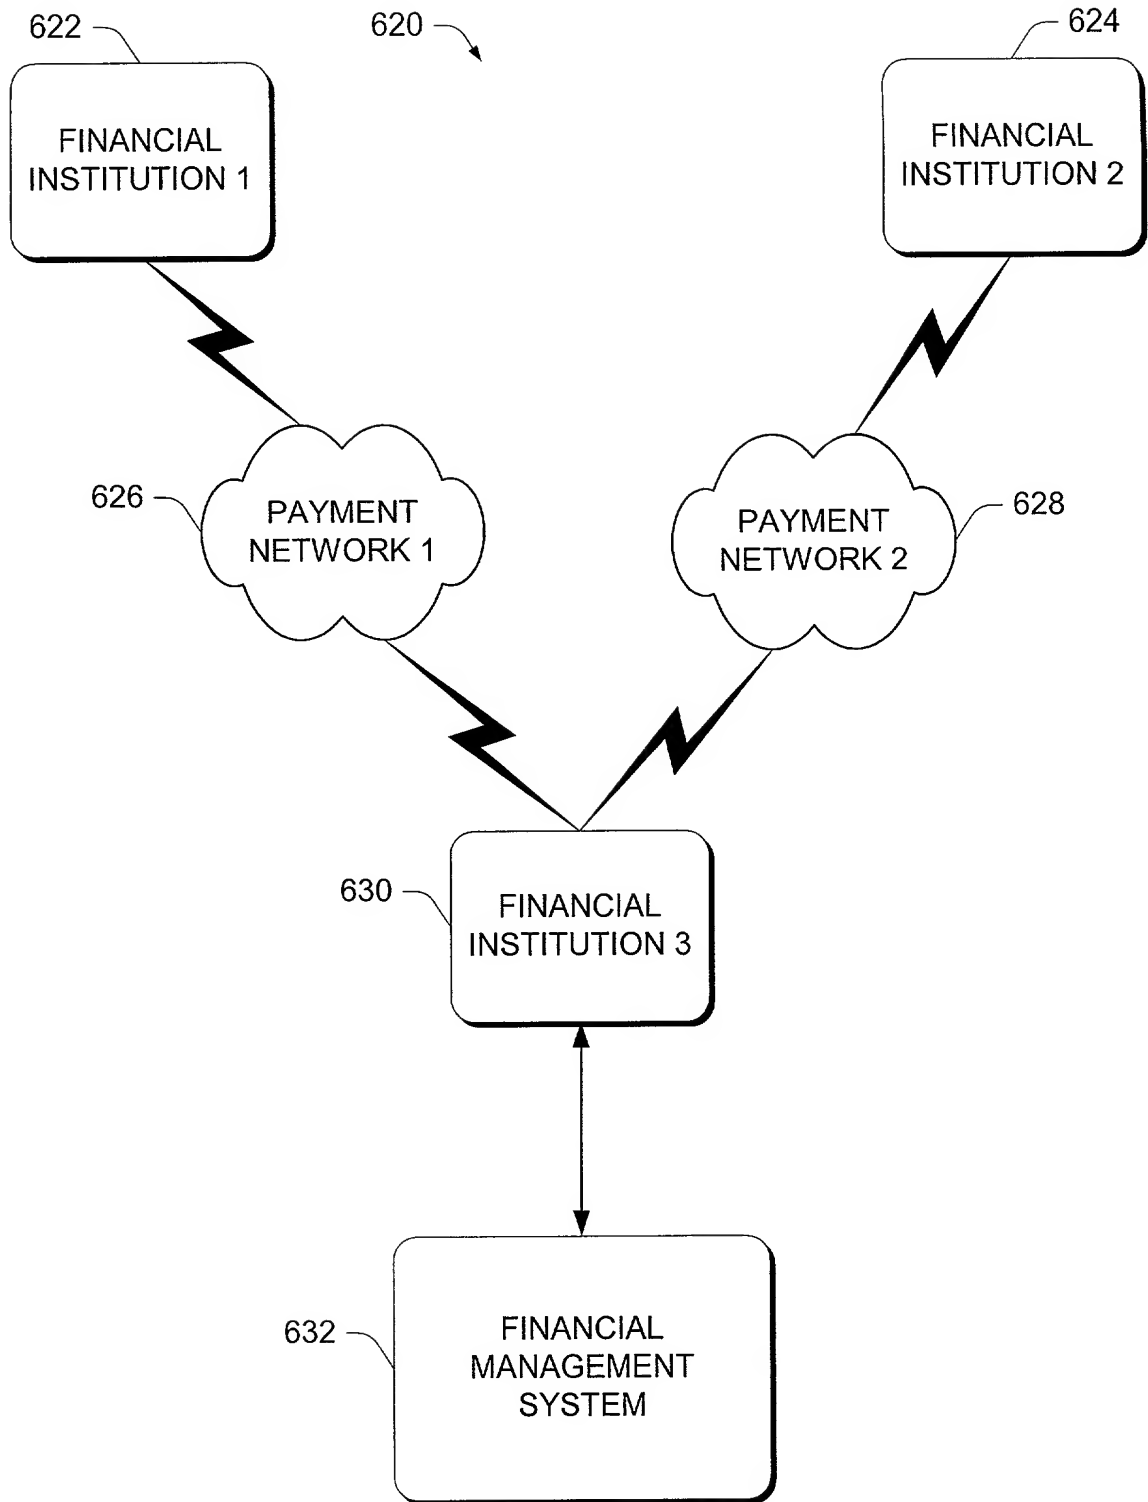 622
620
624
FINANCIAL
INSTITUTION 1
FINANCIAL
INSTITUTION 2
626
PAYMENT
NETWORK 1
PAYMENT
NETWORK 2
628
630
FINANCIAL
INSTITUTION 3
632
FINANCIAL
MANAGEMENT
SYSTEM